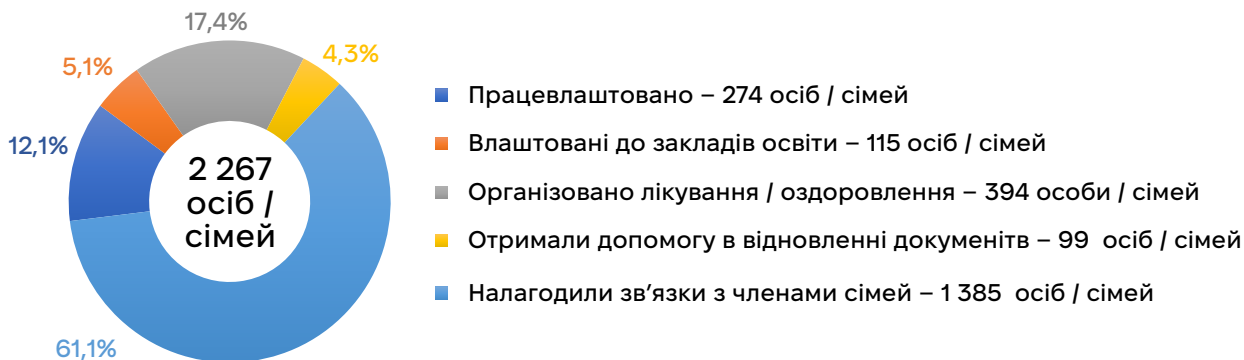 17,4%
4,3%
5,1%
12,1%
2 267
осіб /
сімей
61,1%
Працевлаштовано – 274 осіб / сімей
Влаштовані до закладів освіти – 115 осіб / сімей
Організовано лікування / оздоровлення – 394 особи / сімей
Отримали допомогу в відновленні докуменітв – 99 осіб / сімей
Налагодили зв’язки з членами сімей – 1 385 осіб / сімей